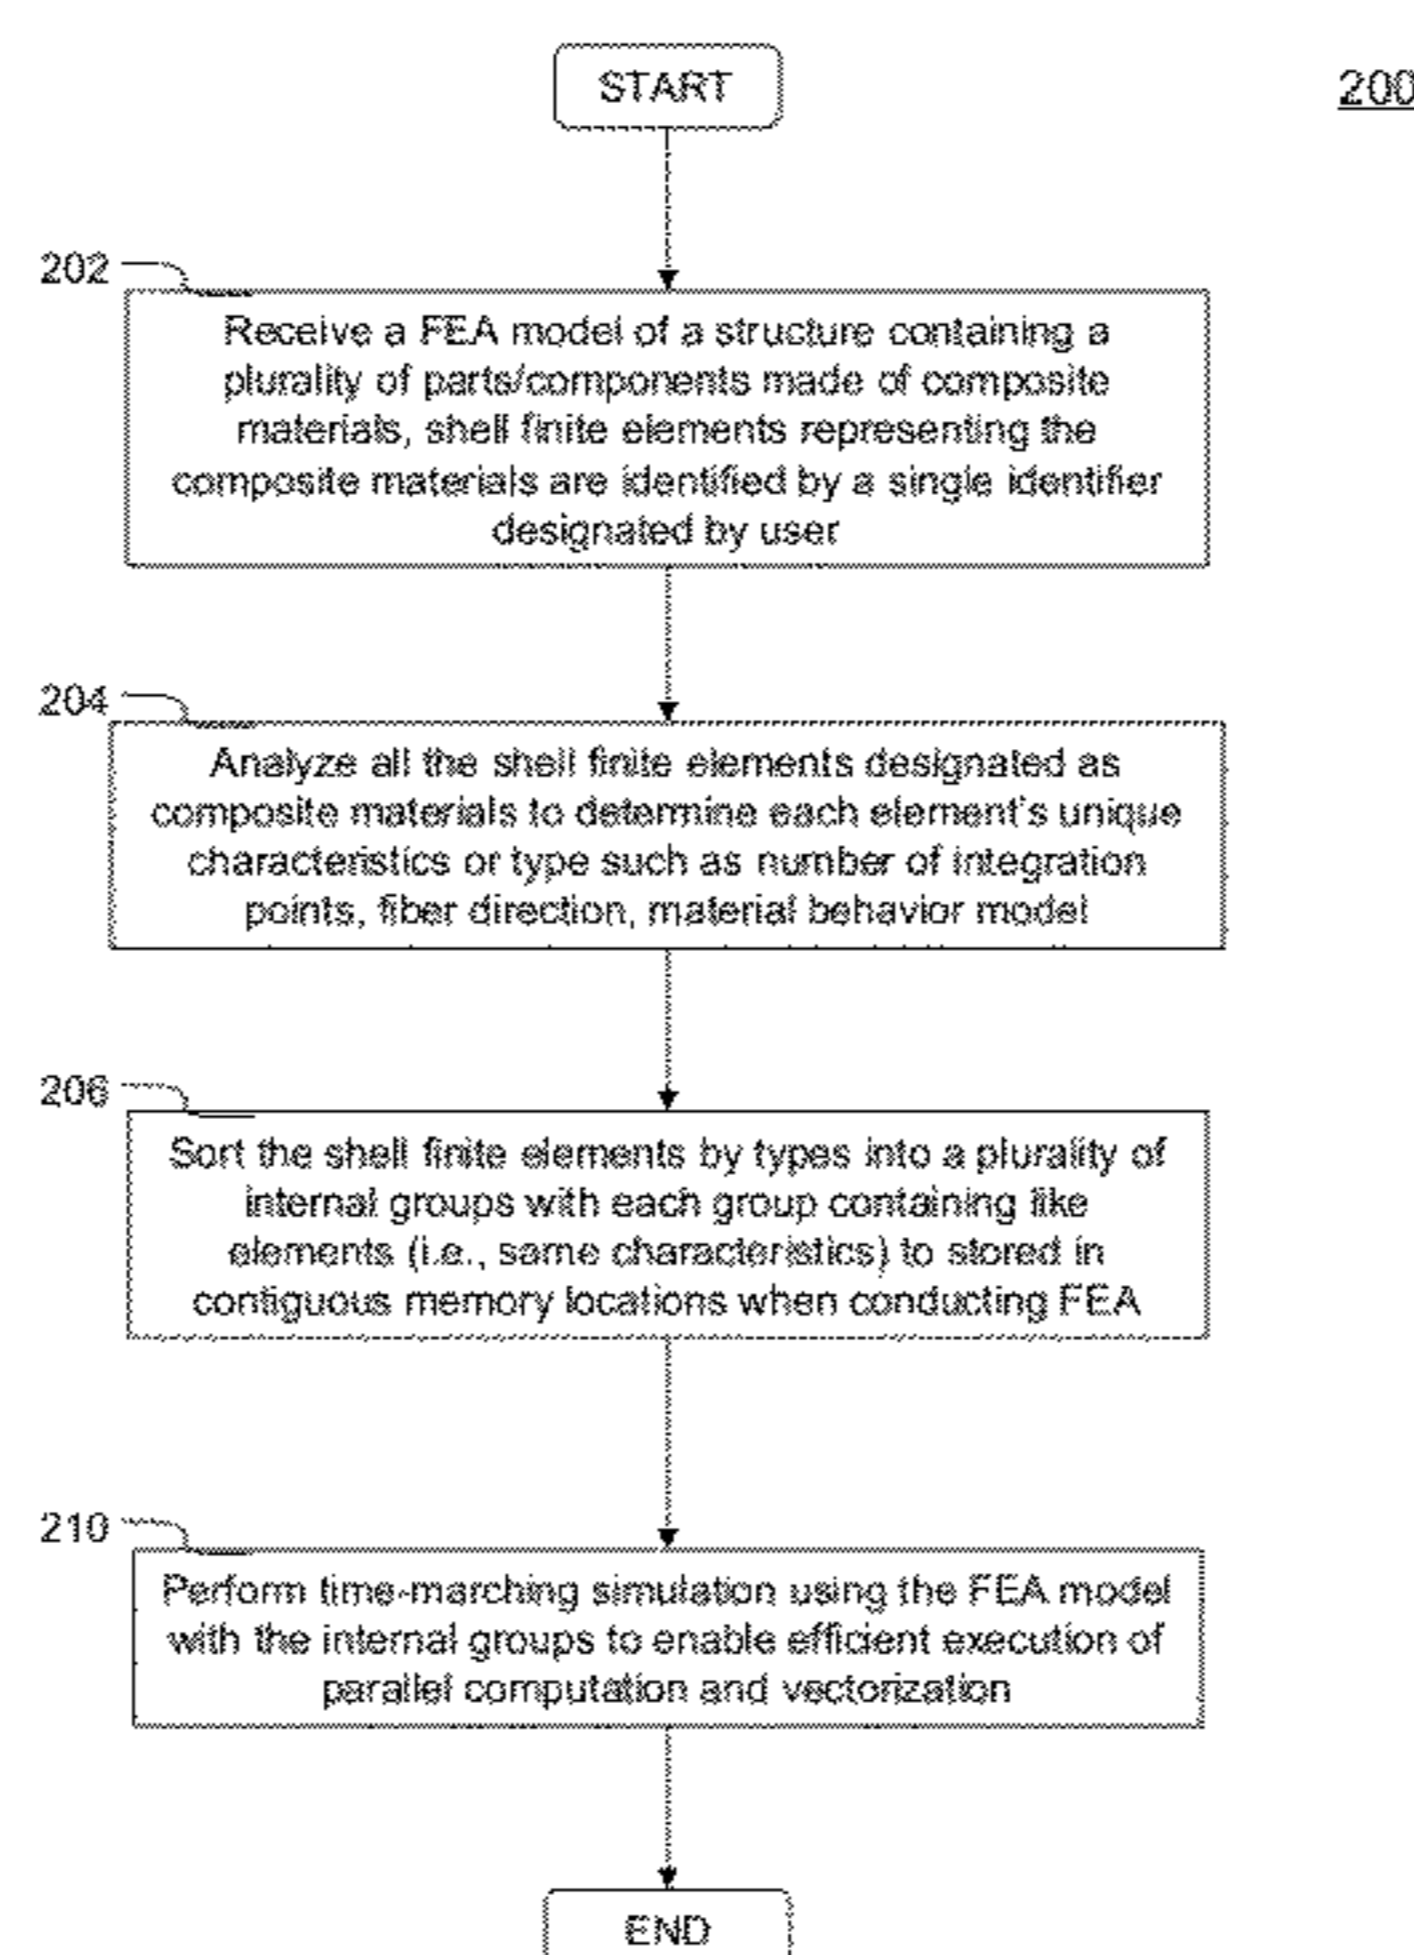 START
200
202
Receive a FEA model of a structure containing a
plurality of parts/components made of composite
materials, shell finite elements representing the
composite materials are identified by a single identifier
designated by user
204
Analyze all the shell finite elements designated as
composite materials to determine each element's unique
characteristics or type such as number of integration
points, fiber direction, material behavior model
206
Sort the shell finite elements by types into a plurality of
internal groups with each group containing like
elements (i.e., same characteristics) to stored in
contiguous memory locations when conducting FEA
210
Perform time-marching simulation using the FEA model
with the internal groups to enable efficient execution of
parallel computation and vectorization
END